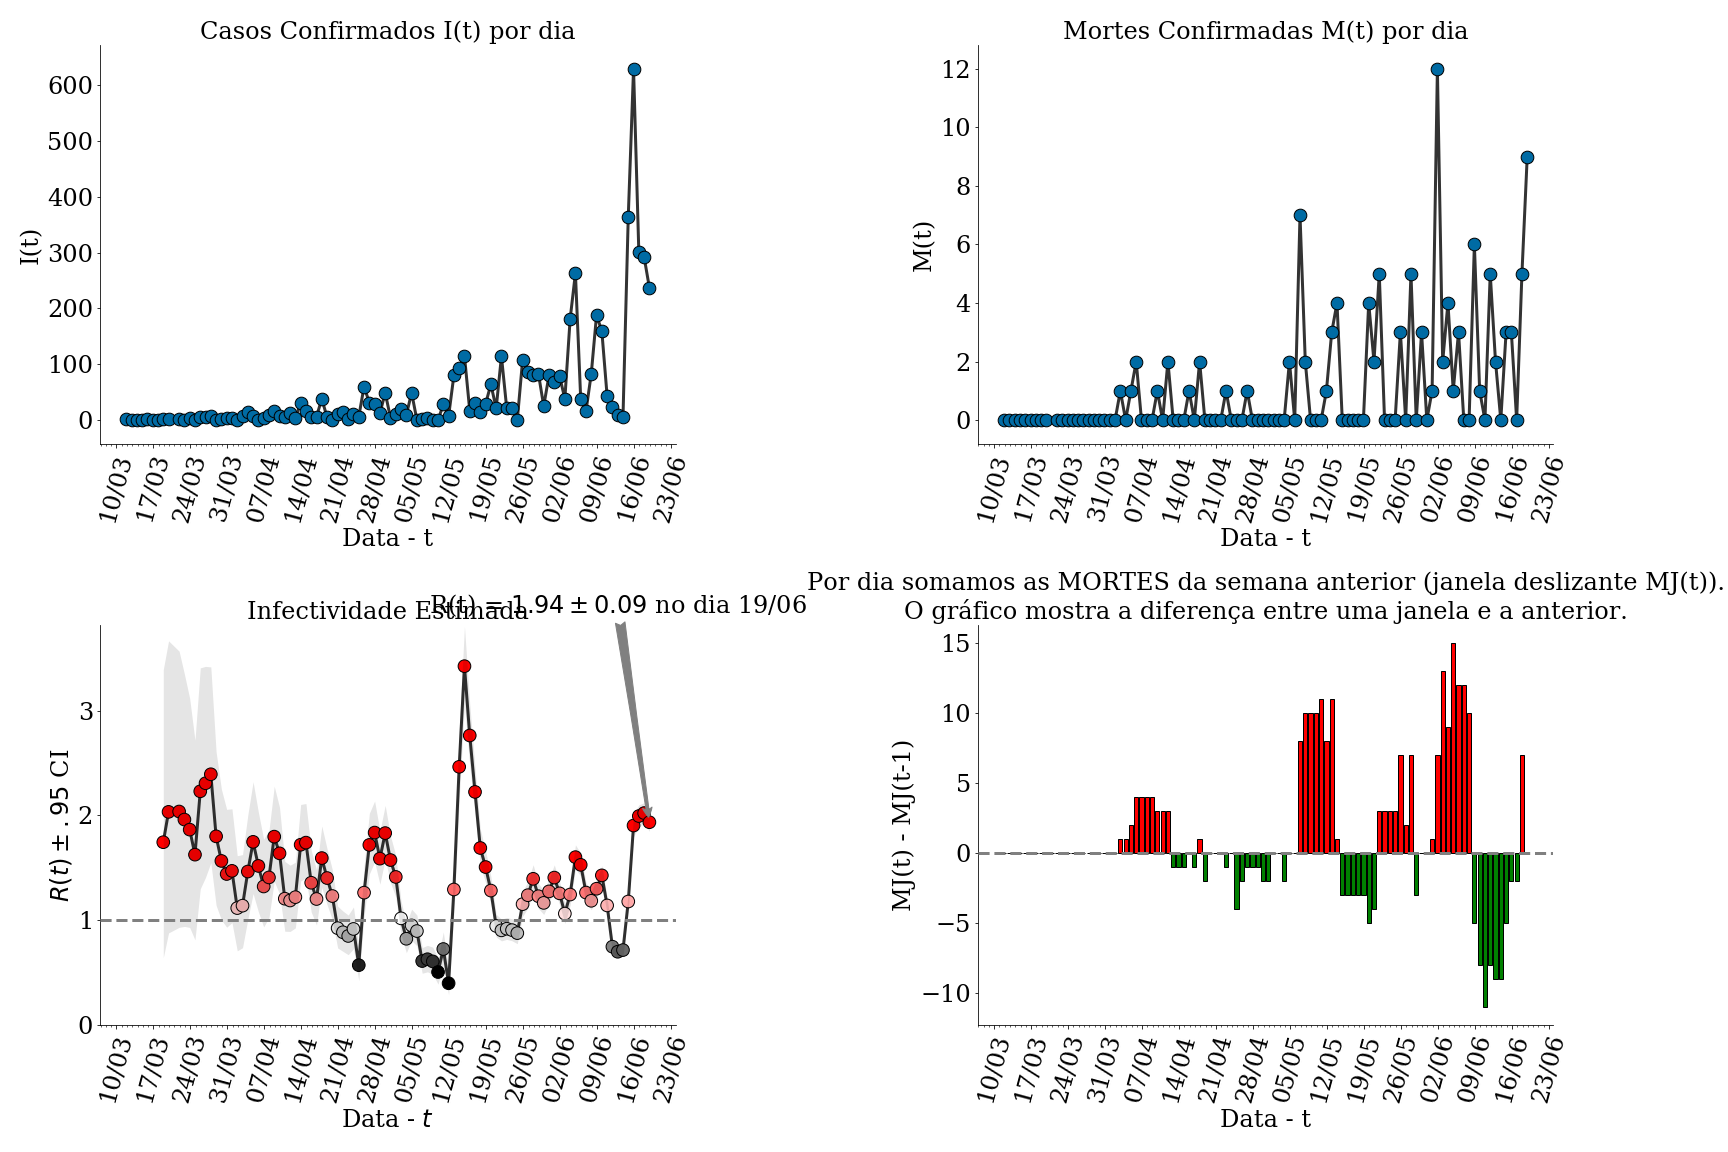 Casos Confirmados I(t) por dia
I(t)
600
500
400
300
200
100
0
10/03 17/03 24/03 31/03 07/04 14/04 21/04 28/04 05/05 12/05 19/05 26/05 02/06 09/06 16/06 23/06
Data - t
Mortes Confirmadas M(t) por dia
M(t)
12
10
8
6
4
2
0
10/03 17/03 24/03 31/03 07/04 14/04 21/04 28/04 05/05 12/05 19/05 26/05 02/06 09/06 16/06 23/06
Data - t
Infectividade Estimada
R(t) = 1.94 ± 0.09 no dia 19/06
R(t) ± .95 CI
3
2
1
0
10/03 17/03 24/03 31/03 07/04 14/04 21/04 28/04 05/05 12/05 19/05 26/05 02/06 09/06 16/06 23/06
Data - t
Por dia somamos as MORTES da semana anterior (janela deslizante MJ(t)).
O gráfico mostra a diferença entre uma janela e a anterior.
MJ(t) - MJ(t-1)
15
10
5
0
−5
−10
10/03 17/03 24/03 31/03 07/04 14/04 21/04 28/04 05/05 12/05 19/05 26/05 02/06 09/06 16/06 23/06
Data - t